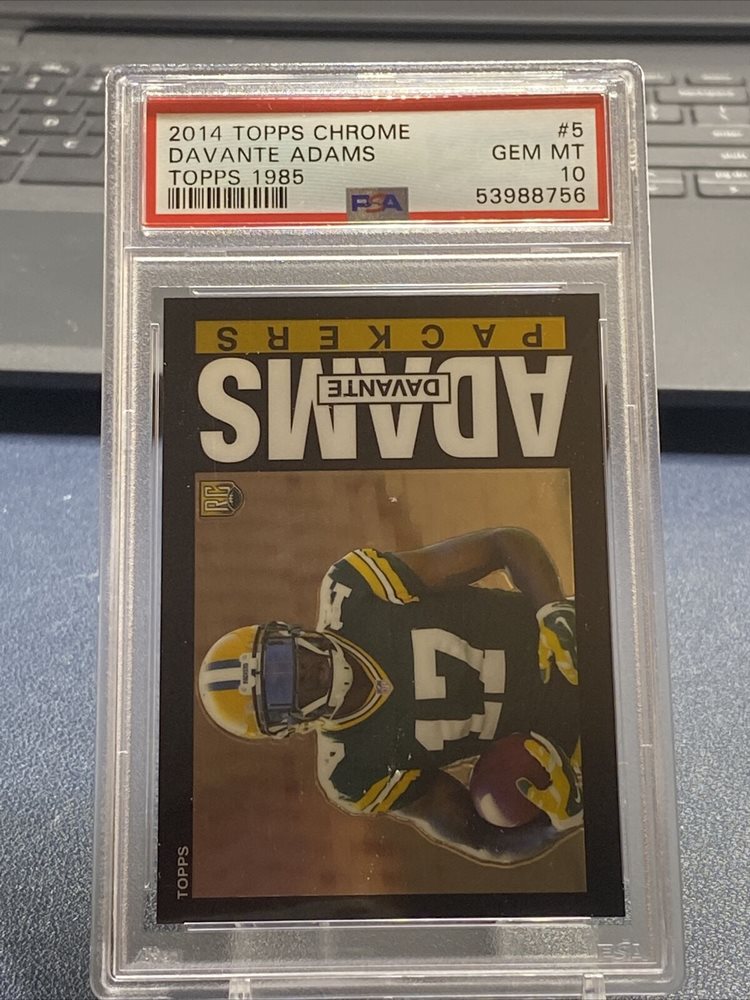 2014 TOPPS CHROME #5
DAVANTE ADAMS GEM MT
TOPPS 1985 10
PSA 53988756
PACKERS
ADAMS
DAVANTE
RC
17
TOPPS
PSA